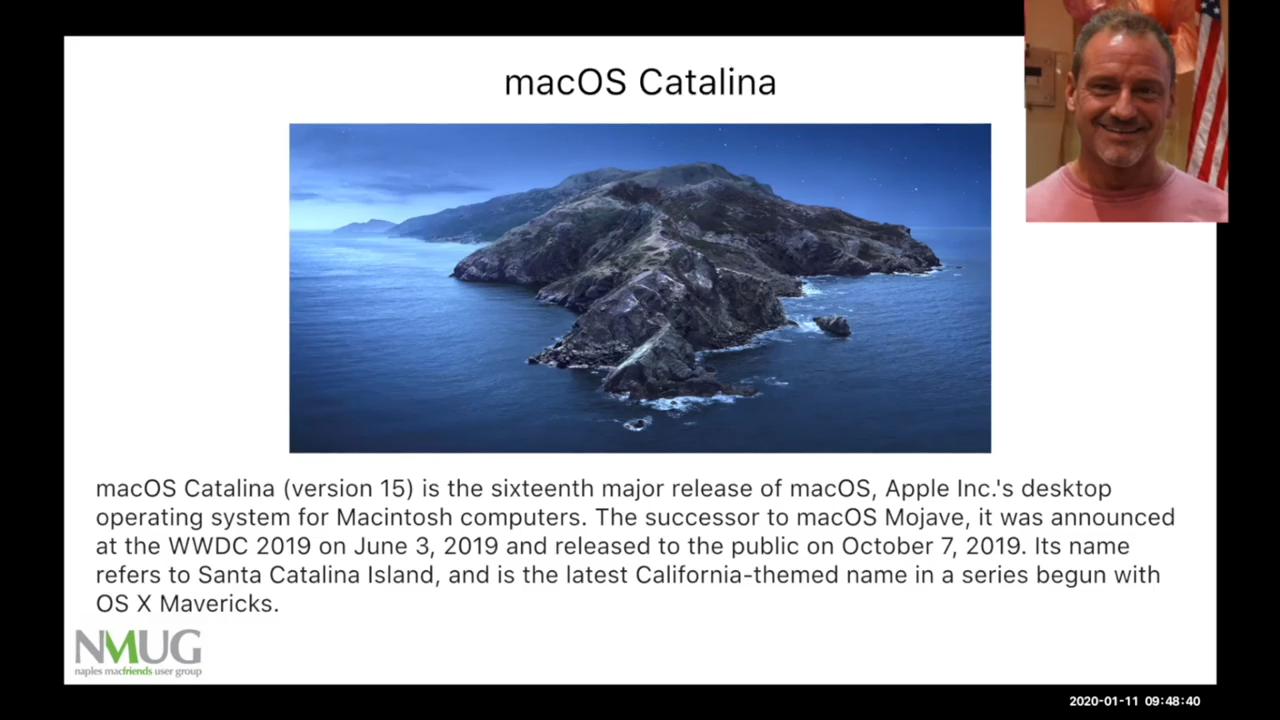 macOS Catalina
macOS Catalina (version 15) is the sixteenth major release of macOS, Apple Inc.'s desktop
operating system for Macintosh computers. The successor to macOS Mojave, it was announced
at the WWDC 2019 on June 3, 2019 and released to the public on October 7, 2019. Its name
refers to Santa Catalina Island, and is the latest California-themed name in a series begun with
OS X Mavericks.
NMUG
naples macfriends user group
2020-01-11 09:48:40